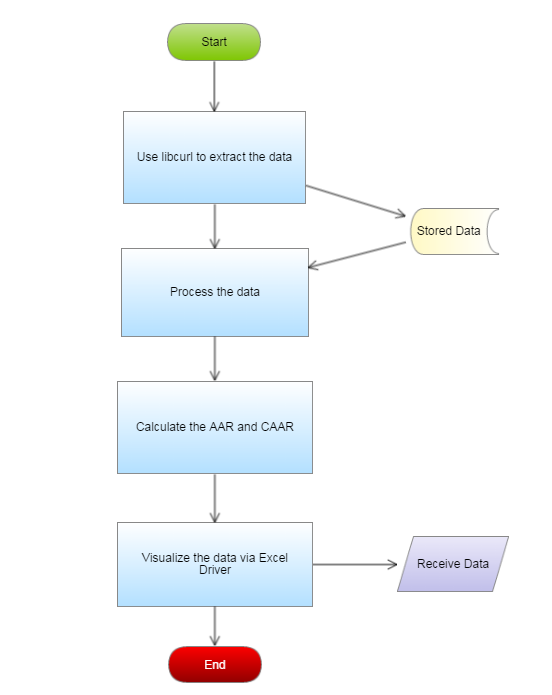 Start
Use libcurl to extract the data
Stored Data
Process the data
Calculate the AAR and CAAR
Visualize the data via Excel
Driver
Receive Data
End